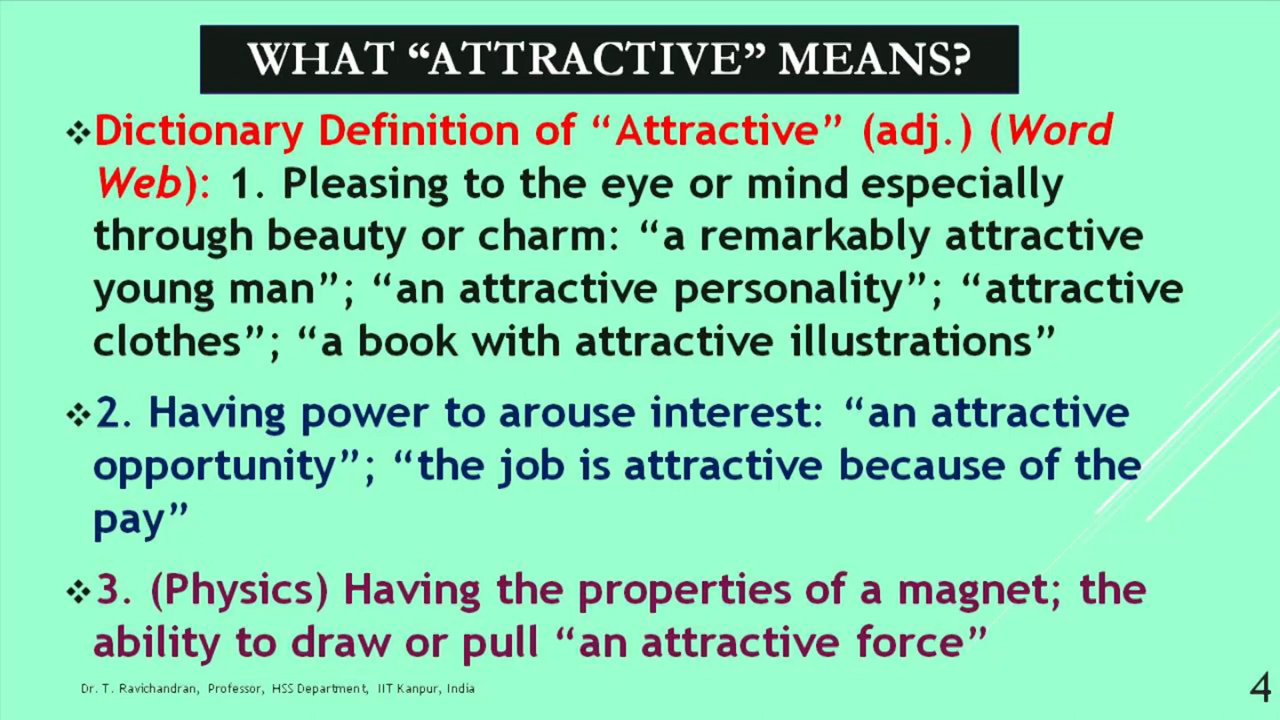 WHAT “ATTRACTIVE” MEANS?
❖Dictionary Definition of “Attractive” (adj.) (Word
Web): 1. Pleasing to the eye or mind especially
through beauty or charm: “a remarkably attractive
young man”; “an attractive personality”; “attractive
clothes”; “a book with attractive illustrations”
❖2. Having power to arouse interest: “an attractive
opportunity”; “the job is attractive because of the
pay”
❖3. (Physics) Having the properties of a magnet; the
ability to draw or pull “an attractive force”
Dr. T. Ravichandran, Professor, HSS Department, IIT Kanpur, India
4